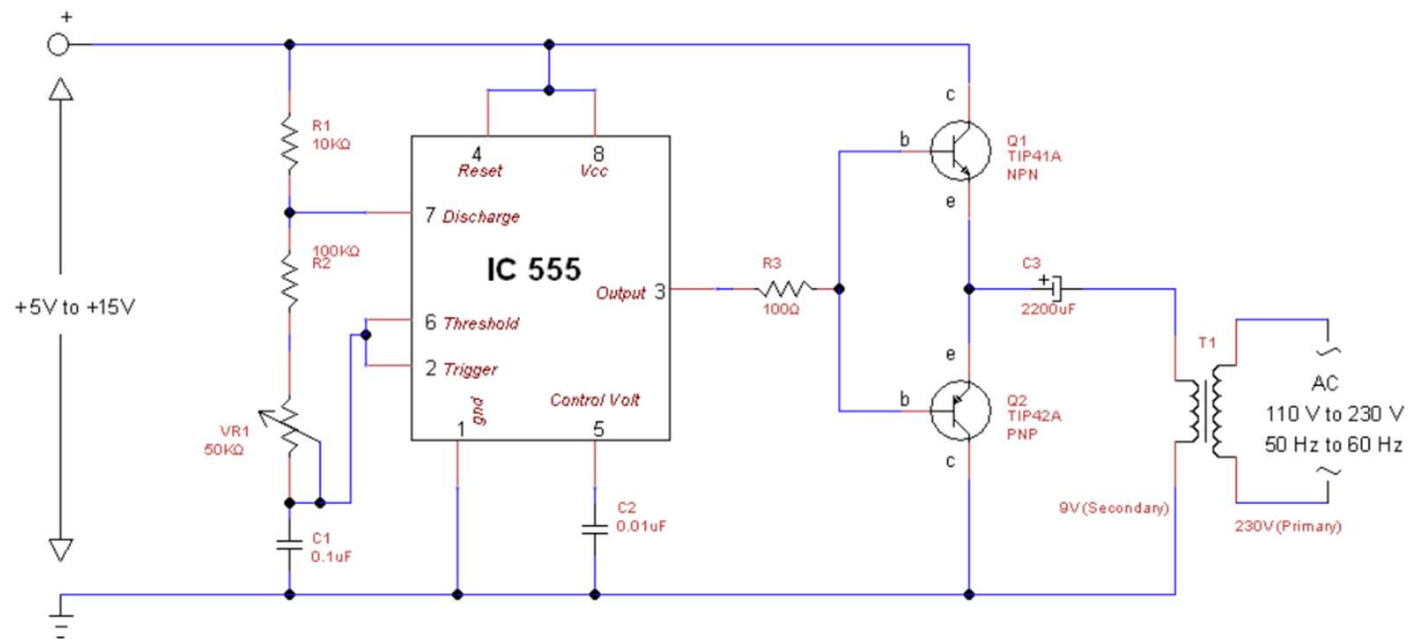 +
+5V to +15V
R1
10KΩ
100KΩ
R2
VR1
50KΩ
C1
0.1uF
4
Reset
8
Vcc
7 Discharge
IC 555
Output 3
6 Threshold
2 Trigger
gnd
1
Control Volt
5
C2
0.01uF
R3
100Ω
c
b
Q1
TIP41A
NPN
e
C3
+
2200uF
e
b
Q2
TIP42A
PNP
c
T1
9V(Secondary)
230V(Primary)
AC
110 V to 230 V
50 Hz to 60 Hz